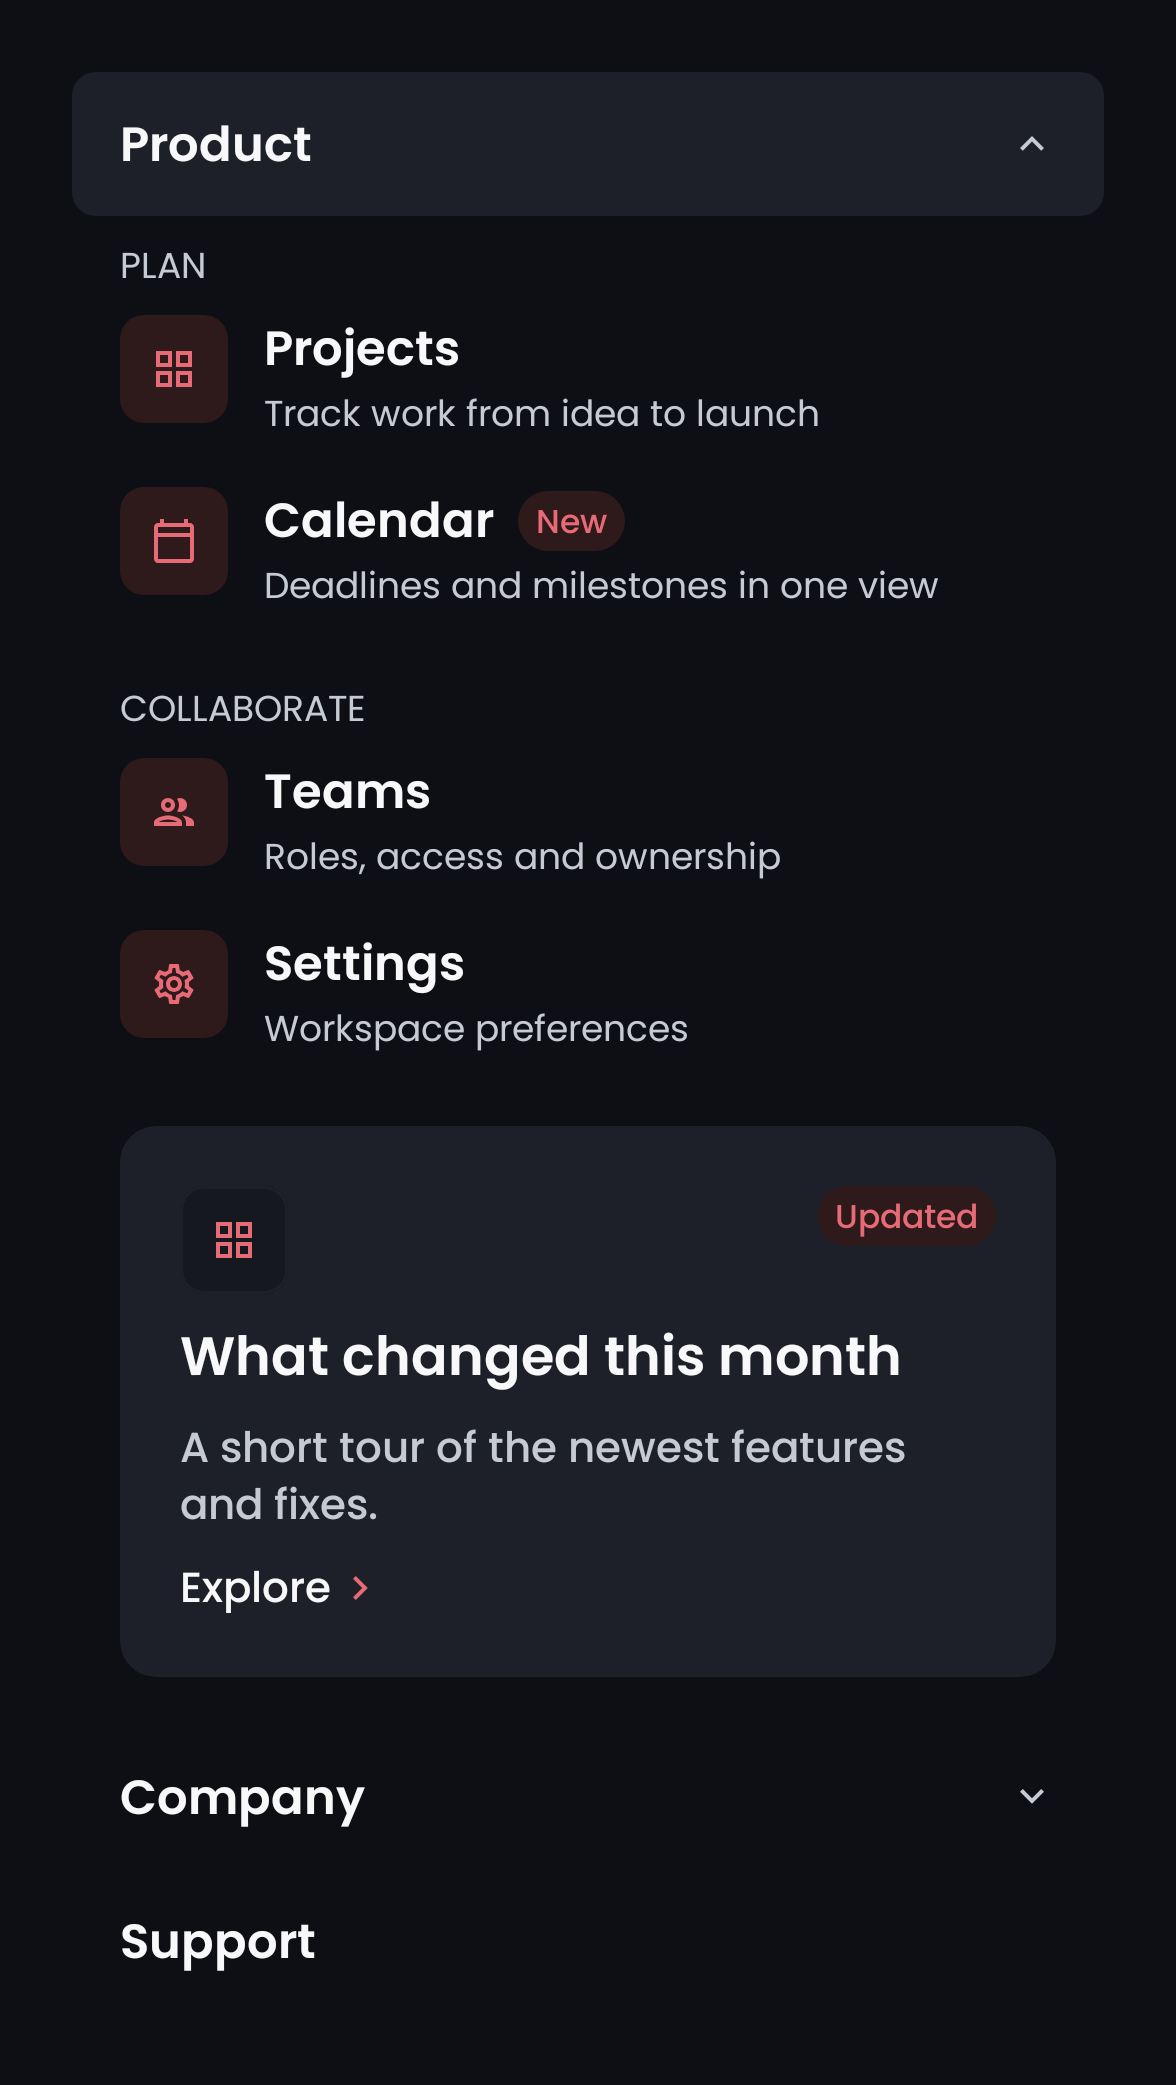 Product
PLAN
Projects
Track work from idea to launch
Calendar New
Deadlines and milestones in one view
COLLABORATE
Teams
Roles, access and ownership
Settings
Workspace preferences
Updated
What changed this month
A short tour of the newest features
and fixes.
Explore
Company
Support